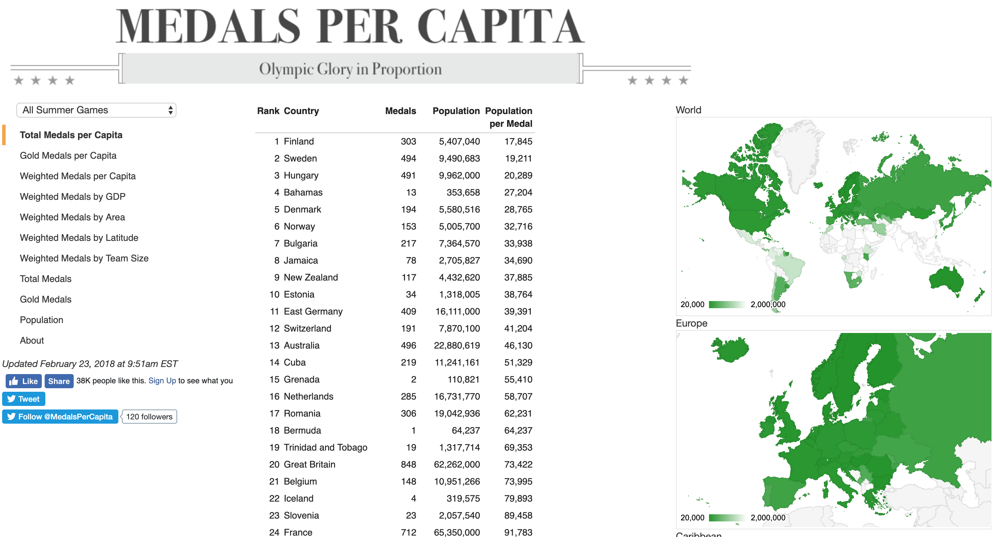 MEDALS PER CAPITA
Olympic Glory in Proportion
All Summer Games
Total Medals per Capita
Gold Medals per Capita
Weighted Medals per Capita
Weighted Medals by GDP
Weighted Medals by Area
Weighted Medals by Latitude
Weighted Medals by Team Size
Total Medals
Gold Medals
Population
About
Updated February 23, 2018 at 9:51am EST
Like Share 38K people like this. Sign Up to see what you
Tweet
Follow @MedalsPerCapita 120 followers
Rank Country Medals Population Population per Medal
1 Finland 303 5,407,040 17,845
2 Sweden 494 9,490,683 19,211
3 Hungary 491 9,962,000 20,289
4 Bahamas 13 353,658 27,204
5 Denmark 194 5,580,516 28,765
6 Norway 153 5,005,700 32,716
7 Bulgaria 217 7,364,570 33,938
8 Jamaica 78 2,705,827 34,690
9 New Zealand 117 4,432,620 37,885
10 Estonia 34 1,318,005 38,764
11 East Germany 409 16,111,000 39,391
12 Switzerland 191 7,870,100 41,204
13 Australia 496 22,880,619 46,130
14 Cuba 219 11,241,161 51,329
15 Grenada 2 110,821 55,410
16 Netherlands 285 16,731,770 58,707
17 Romania 306 19,042,936 62,231
18 Bermuda 1 64,237 64,237
19 Trinidad and Tobago 19 1,317,714 69,353
20 Great Britain 848 62,262,000 73,422
21 Belgium 148 10,951,266 73,995
22 Iceland 4 319,575 79,893
23 Slovenia 23 2,057,540 89,458
24 France 712 65,350,000 91,783
World
20,000 2,000,000
Europe
20,000 2,000,000
Caribbean